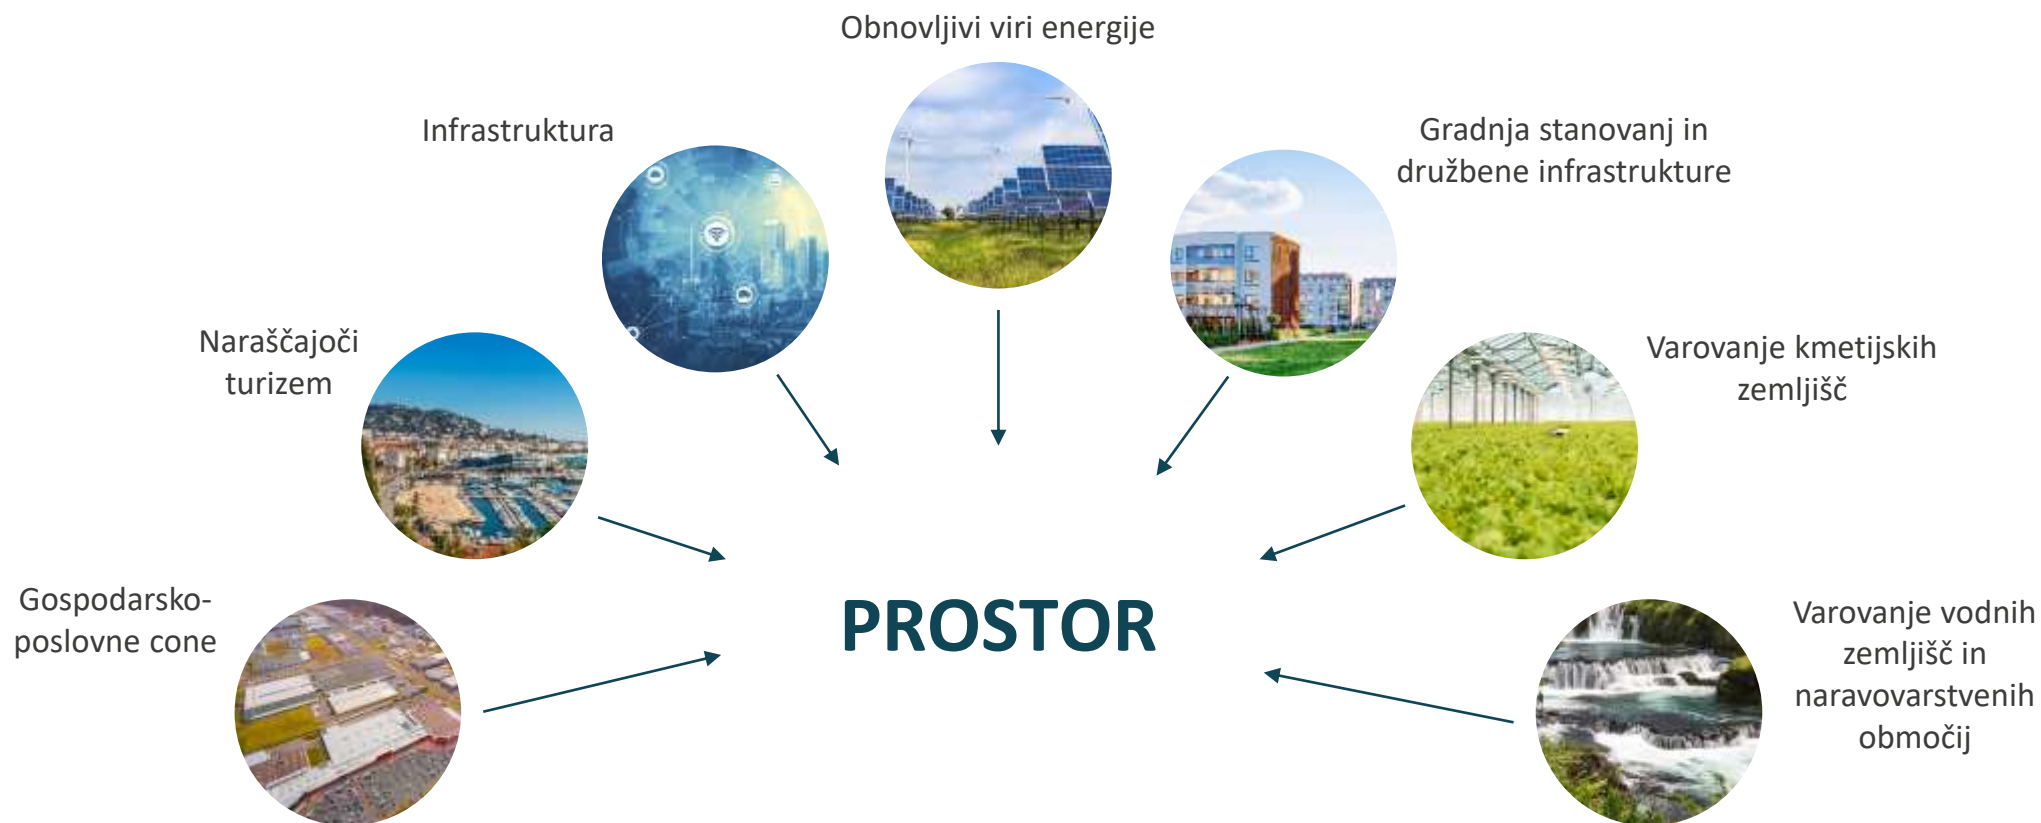 Obnovljivi viri energije
Infrastruktura
Gradnja stanovanj in
družbene infrastrukture
Naraščajoči
turizem
Varovanje kmetijskih
zemljišč
Gospodarsko-
poslovne cone
PROSTOR
Varovanje vodnih
zemljišč in
naravovarstvenih
območij